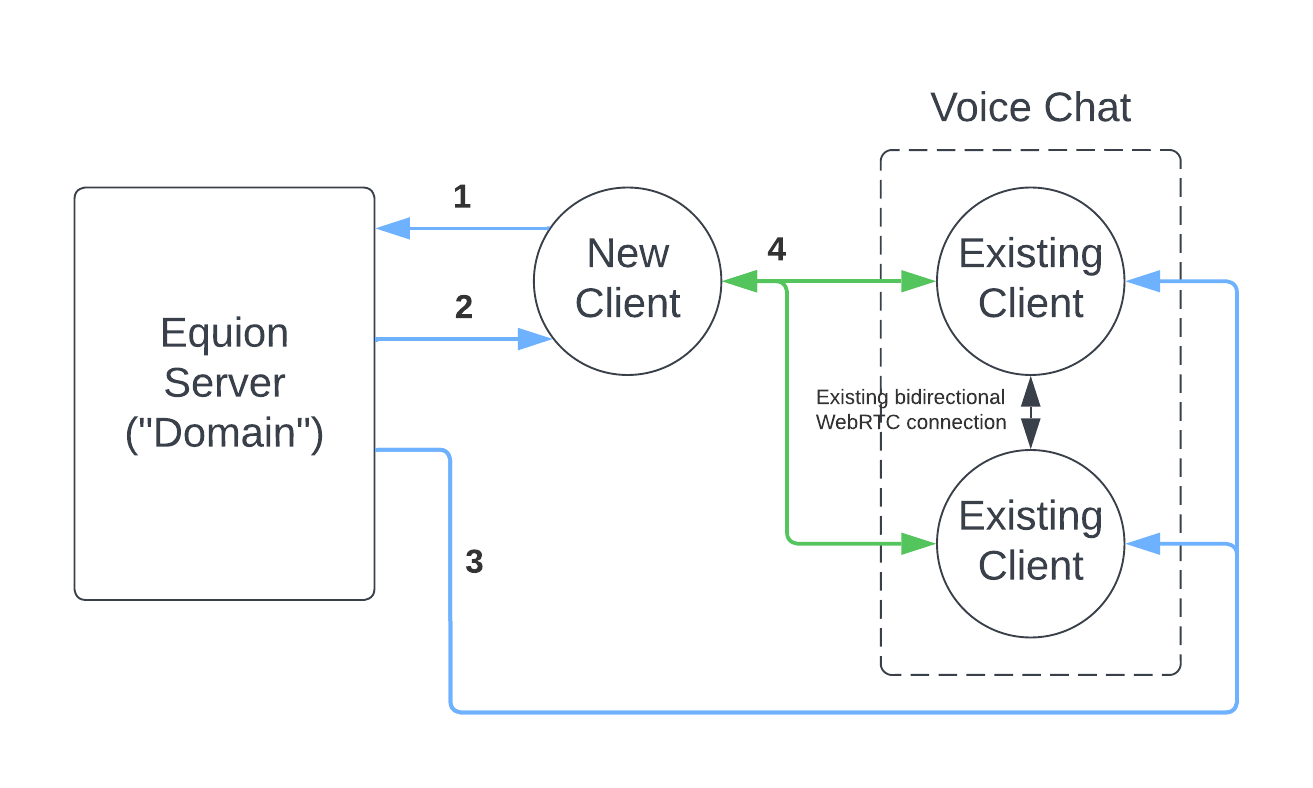 Voice Chat
1
New
Client
4
Existing
Client
2
Equion
Server
("Domain")
Existing bidirectional
WebRTC connection
3
Existing
Client